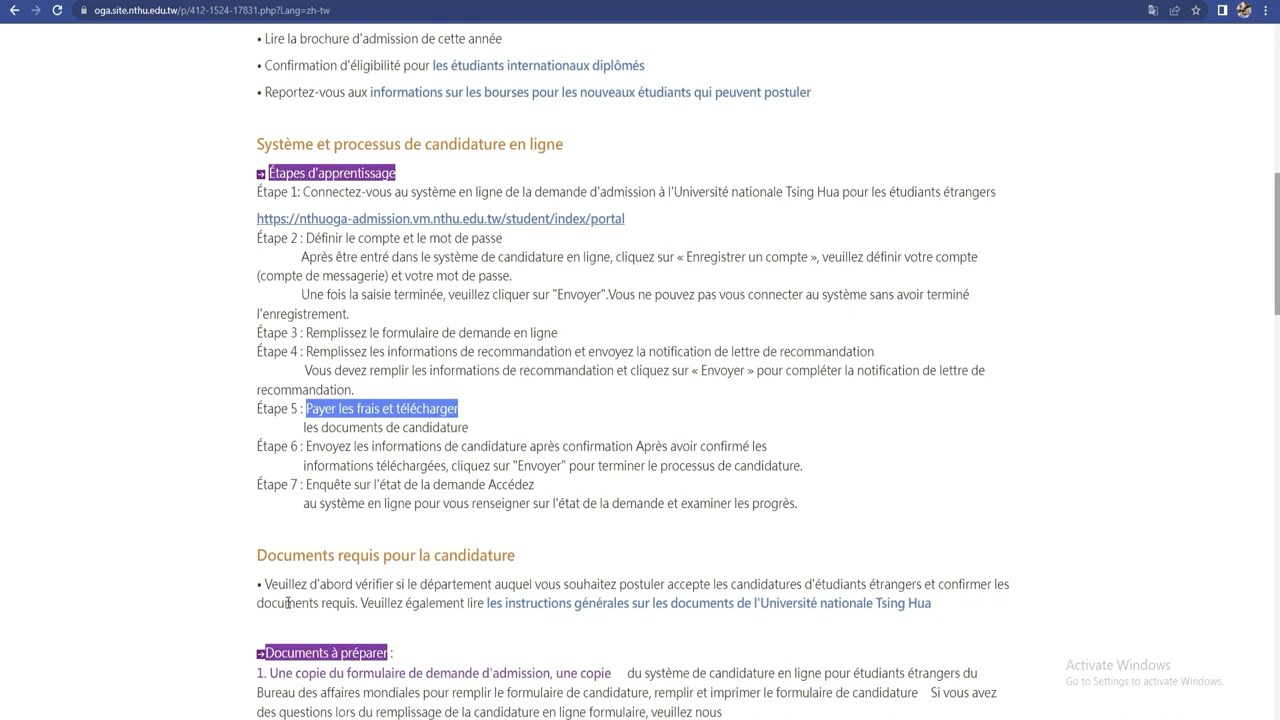 oga.site.nthu.edu.tw/p/412-1524-17831.php?Lang=zh-tw
• Lire la brochure d'admission de cette année
• Confirmation d'éligibilité pour les étudiants internationaux diplômés
• Reportez-vous aux informations sur les bourses pour les nouveaux étudiants qui peuvent postuler
Système et processus de candidature en ligne
→ Étapes d'apprentissage
Étape 1: Connectez-vous au système en ligne de la demande d'admission à l'Université nationale Tsing Hua pour les étudiants étrangers
https://nthuoga-admission.vm.nthu.edu.tw/student/index/portal
Étape 2 : Définir le compte et le mot de passe
Après être entré dans le système de candidature en ligne, cliquez sur « Enregistrer un compte », veuillez définir votre compte
(compte de messagerie) et votre mot de passe.
Une fois la saisie terminée, veuillez cliquer sur "Envoyer".Vous ne pouvez pas vous connecter au système sans avoir terminé
l'enregistrement.
Étape 3 : Remplissez le formulaire de demande en ligne
Étape 4 : Remplissez les informations de recommandation et envoyez la notification de lettre de recommandation
Vous devez remplir les informations de recommandation et cliquez sur « Envoyer » pour compléter la notification de lettre de
recommandation.
Étape 5 : Payer les frais et télécharger
les documents de candidature
Étape 6 : Envoyez les informations de candidature après confirmation Après avoir confirmé les
informations téléchargées, cliquez sur "Envoyer" pour terminer le processus de candidature.
Étape 7 : Enquête sur l'état de la demande Accédez
au système en ligne pour vous renseigner sur l'état de la demande et examiner les progrès.
Documents requis pour la candidature
• Veuillez d'abord vérifier si le département auquel vous souhaitez postuler accepte les candidatures d'étudiants étrangers et confirmer les
documents requis. Veuillez également lire les instructions générales sur les documents de l'Université nationale Tsing Hua
→Documents à préparer :
1. Une copie du formulaire de demande d'admission, une copie du système de candidature en ligne pour étudiants étrangers du
Bureau des affaires mondiales pour remplir le formulaire de candidature, remplir et imprimer le formulaire de candidature Si vous avez
des questions lors du remplissage de la candidature en ligne formulaire, veuillez nous
Activate Windows
Go to Settings to activate Windows.